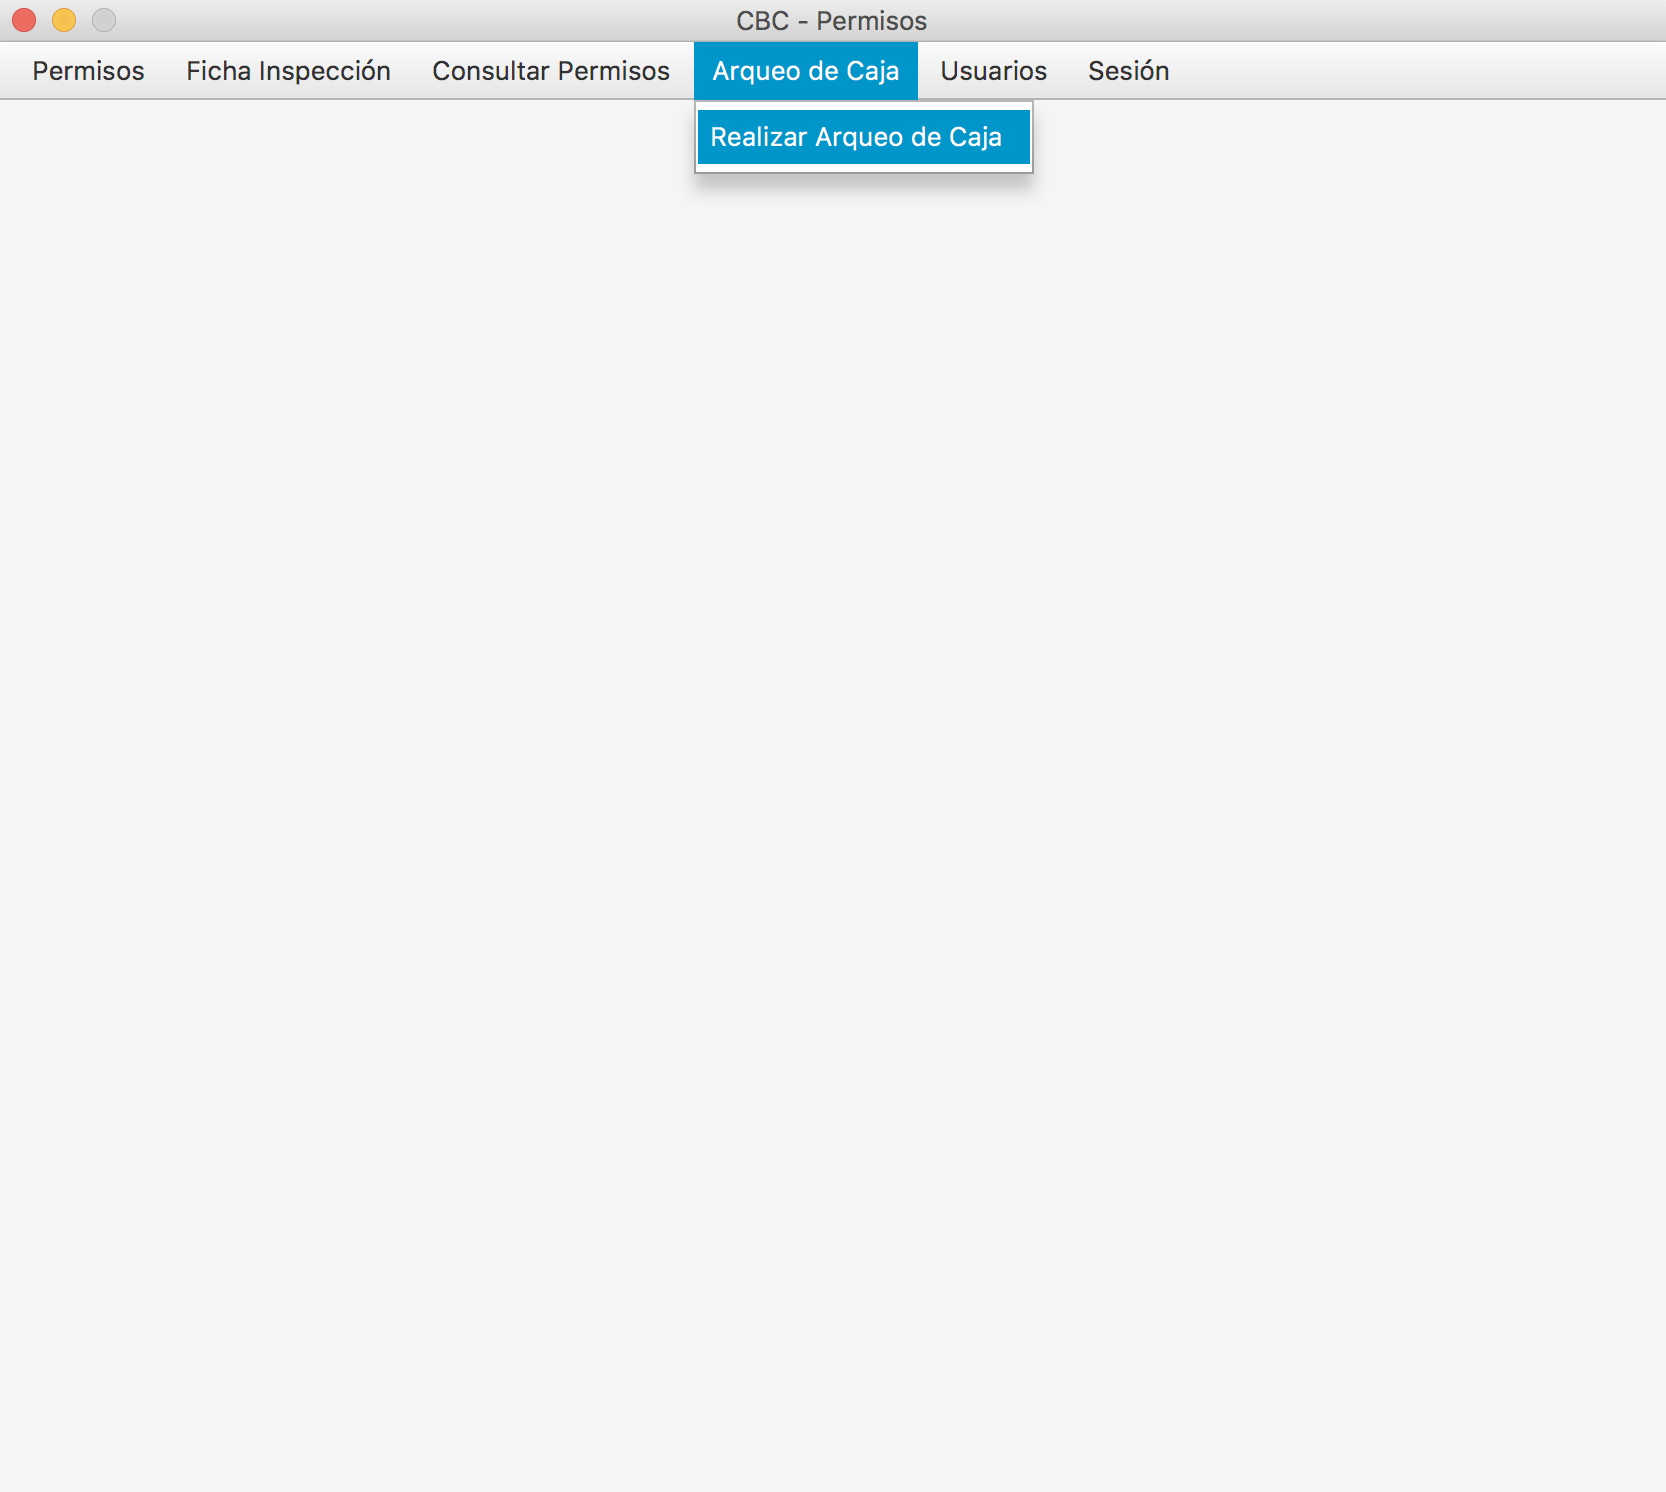 CBC - Permisos
Permisos Ficha Inspección Consultar Permisos Arqueo de Caja Usuarios Sesión
Realizar Arqueo de Caja